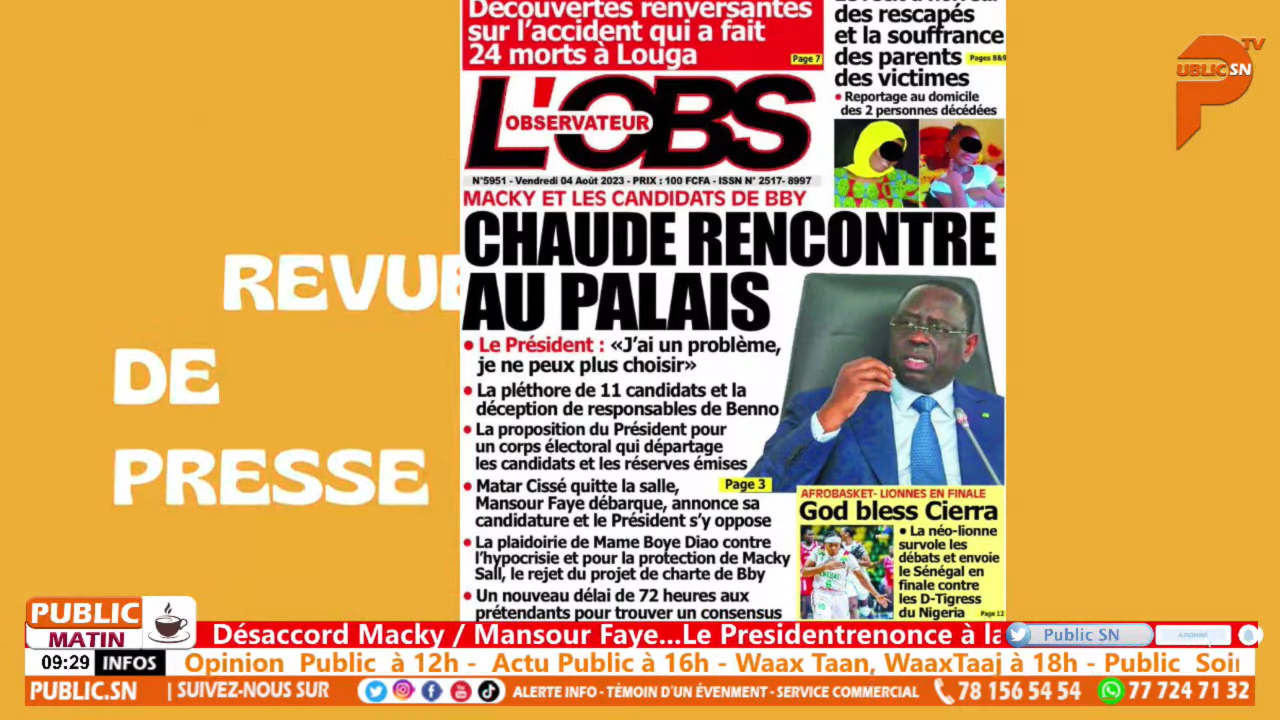 Découvertes renversantes
sur l'accident qui a fait
24 morts à Louga
Page 7
des rescapés
et la souffrance
des parents
Pages 8&9
des victimes
• Reportage au domicile
des 2 personnes décédées
L'OBS
OBSERVATEUR
N°5951 - Vendredi 04 Août 2023 - PRIX : 100 FCFA - ISSN N° 2517- 8997
MACKY ET LES CANDIDATS DE BBY
CHAUDE RENCONTRE
AU PALAIS
• Le Président : «J'ai un problème,
je ne peux plus choisir»
• La pléthore de 11 candidats et la
déception de responsables de Benno
• La proposition du Président pour
un corps électoral qui départage
les candidats et les réserves émises
• Matar Cissé quitte la salle,
Page 3
Mansour Faye débarque, annonce sa
candidature et le Président s'y oppose
• La plaidoirie de Mame Boye Diao contre
l'hypocrisie et pour la protection de Macky
Sall, le rejet du projet de charte de Bby
• Un nouveau délai de 72 heures aux
prétendants pour trouver un consensus
AFROBASKET- LIONNES EN FINALE
God bless Cierra
• La néo-lionne
survole les
débats et envoie
le Sénégal en
finale contre
les D-Tigress
du Nigeria
Page 12
REVUE
DE
PRESSE
TV
PUBLIC SN
PUBLIC
MATIN
Désaccord Macky / Mansour Faye...Le Presidentrenonce à la
Public SN
ABONNÉ
09:29 INFOS
Opinion Public à 12h - Actu Public à 16h - Waax Taan, WaaxTaaj à 18h - Public Soir
PUBLIC.SN | SUIVEZ-NOUS SUR
ALERTE INFO - TÉMOIN D'UN ÉVENMENT - SERVICE COMMERCIAL
78 156 54 54
77 724 71 32